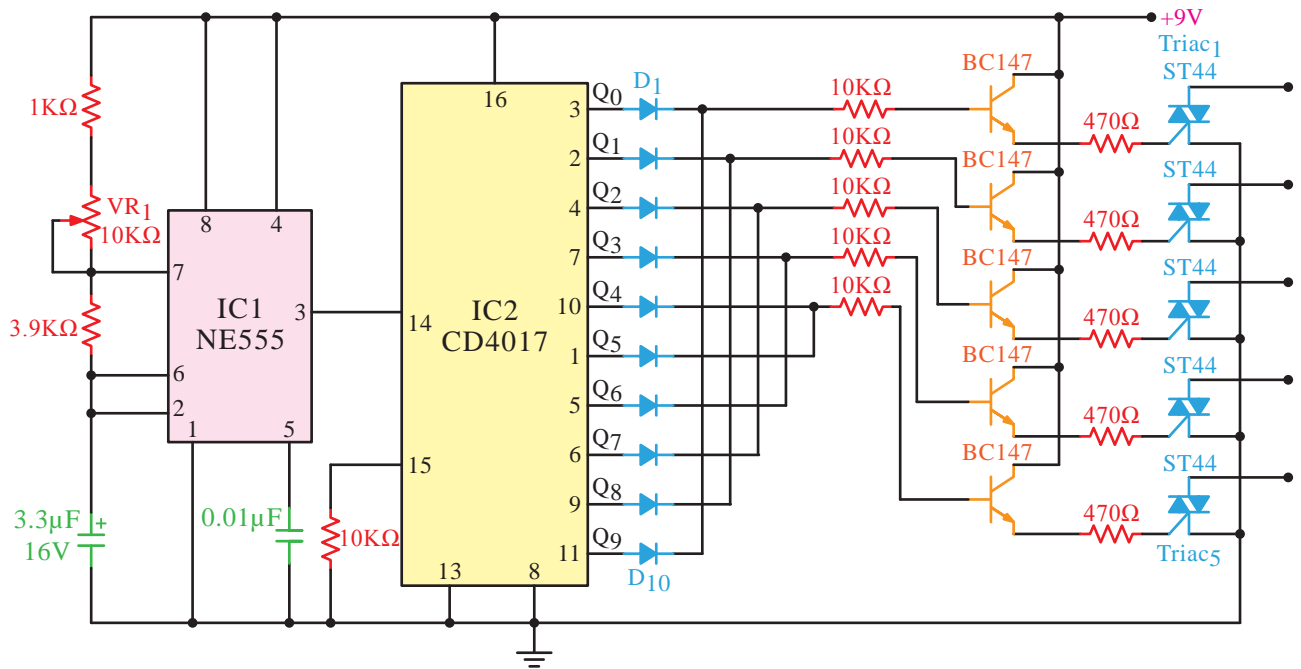 +9V
Triac1
ST44
BC147
470Ω
10KΩ
D1
Q0
16
3
1KΩ
VR1
10KΩ
8
4
7
IC1
NE555
3
3.9KΩ
6
2
1
5
3.3µF
16V
+
0.01µF
10KΩ
14
IC2
CD4017
15
13
8
Q1
2
Q2
4
Q3
7
Q4
10
Q5
1
Q6
5
Q7
6
Q8
9
Q9
11
D10
10KΩ
10KΩ
10KΩ
10KΩ
BC147
470Ω
ST44
BC147
470Ω
ST44
BC147
470Ω
ST44
BC147
470Ω
ST44
Triac5